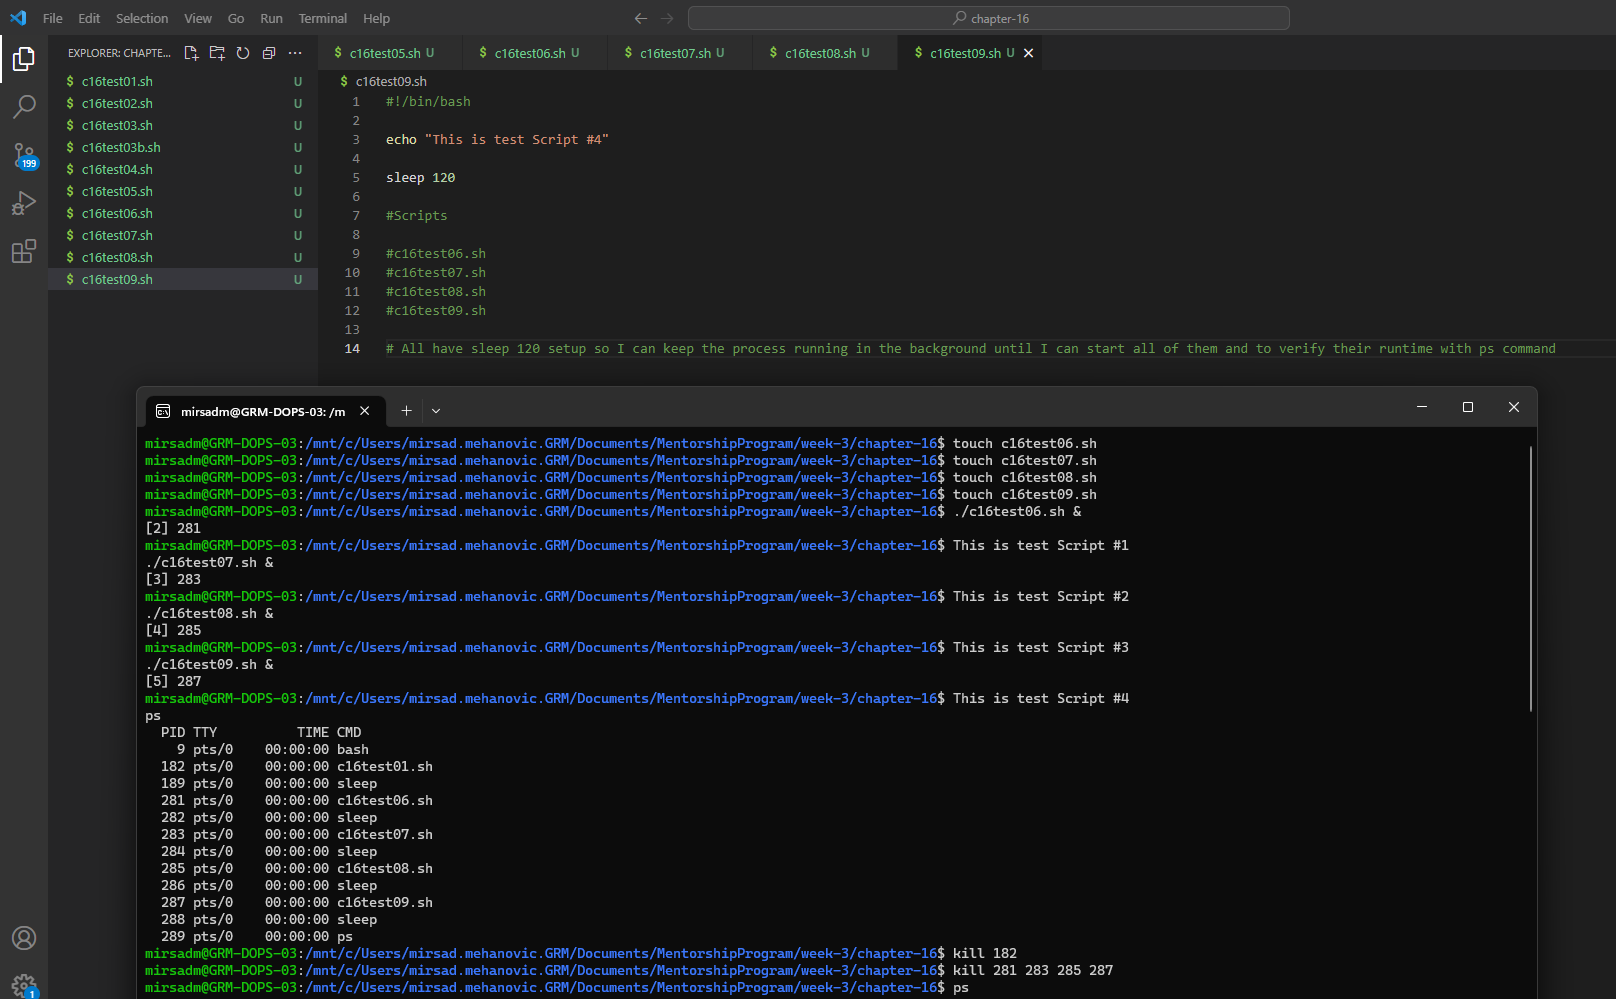 File Edit Selection View Go Run Terminal Help
chapter-16
EXPLORER: CHAPTE...
c16test01.sh U
c16test02.sh U
c16test03.sh U
c16test03b.sh U
c16test04.sh U
c16test05.sh U
c16test06.sh U
c16test07.sh U
c16test08.sh U
c16test09.sh U
199
1
$ c16test05.sh U $ c16test06.sh U $ c16test07.sh U $ c16test08.sh U $ c16test09.sh U
$ c16test09.sh
1 #!/bin/bash
2
3 echo "This is test Script #4"
4
5 sleep 120
6
7 #Scripts
8
9 #c16test06.sh
10 #c16test07.sh
11 #c16test08.sh
12 #c16test09.sh
13
14 # All have sleep 120 setup so I can keep the process running in the background until I can start all of them and to verify their runtime with ps command
mirsadm@GRM-DOPS-03: /m
mirsadm@GRM-DOPS-03:/mnt/c/Users/mirsad.mehanovic.GRM/Documents/MentorshipProgram/week-3/chapter-16$ touch c16test06.sh
mirsadm@GRM-DOPS-03:/mnt/c/Users/mirsad.mehanovic.GRM/Documents/MentorshipProgram/week-3/chapter-16$ touch c16test07.sh
mirsadm@GRM-DOPS-03:/mnt/c/Users/mirsad.mehanovic.GRM/Documents/MentorshipProgram/week-3/chapter-16$ touch c16test08.sh
mirsadm@GRM-DOPS-03:/mnt/c/Users/mirsad.mehanovic.GRM/Documents/MentorshipProgram/week-3/chapter-16$ touch c16test09.sh
mirsadm@GRM-DOPS-03:/mnt/c/Users/mirsad.mehanovic.GRM/Documents/MentorshipProgram/week-3/chapter-16$ ./c16test06.sh &
[2] 281
mirsadm@GRM-DOPS-03:/mnt/c/Users/mirsad.mehanovic.GRM/Documents/MentorshipProgram/week-3/chapter-16$ This is test Script #1
./c16test07.sh &
[3] 283
mirsadm@GRM-DOPS-03:/mnt/c/Users/mirsad.mehanovic.GRM/Documents/MentorshipProgram/week-3/chapter-16$ This is test Script #2
./c16test08.sh &
[4] 285
mirsadm@GRM-DOPS-03:/mnt/c/Users/mirsad.mehanovic.GRM/Documents/MentorshipProgram/week-3/chapter-16$ This is test Script #3
./c16test09.sh &
[5] 287
mirsadm@GRM-DOPS-03:/mnt/c/Users/mirsad.mehanovic.GRM/Documents/MentorshipProgram/week-3/chapter-16$ This is test Script #4
ps
PID TTY TIME CMD
9 pts/0 00:00:00 bash
182 pts/0 00:00:00 c16test01.sh
189 pts/0 00:00:00 sleep
281 pts/0 00:00:00 c16test06.sh
282 pts/0 00:00:00 sleep
283 pts/0 00:00:00 c16test07.sh
284 pts/0 00:00:00 sleep
285 pts/0 00:00:00 c16test08.sh
286 pts/0 00:00:00 sleep
287 pts/0 00:00:00 c16test09.sh
288 pts/0 00:00:00 sleep
289 pts/0 00:00:00 ps
mirsadm@GRM-DOPS-03:/mnt/c/Users/mirsad.mehanovic.GRM/Documents/MentorshipProgram/week-3/chapter-16$ kill 182
mirsadm@GRM-DOPS-03:/mnt/c/Users/mirsad.mehanovic.GRM/Documents/MentorshipProgram/week-3/chapter-16$ kill 281 283 285 287
mirsadm@GRM-DOPS-03:/mnt/c/Users/mirsad.mehanovic.GRM/Documents/MentorshipProgram/week-3/chapter-16$ ps